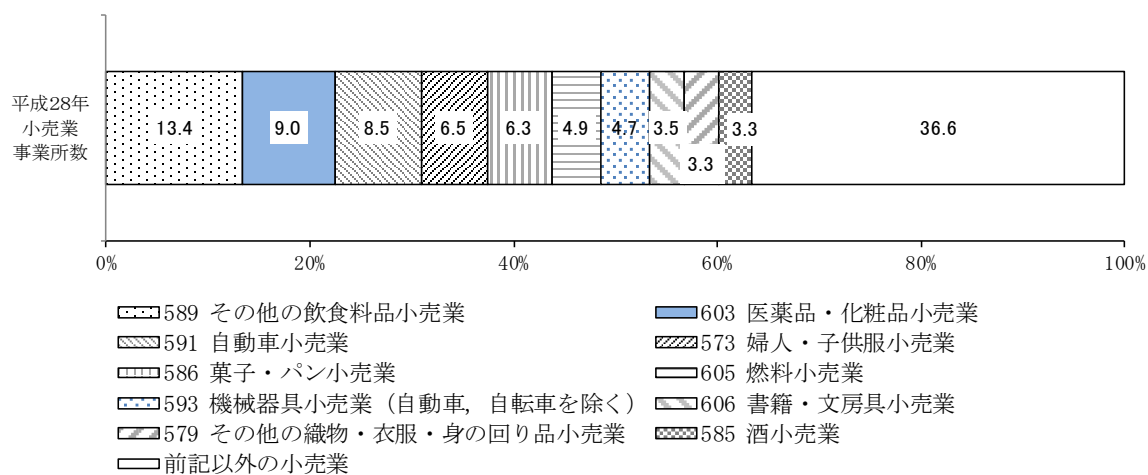 平成28年
小売業
事業所数
13.4 9.0 8.5 6.5 6.3 4.9 4.7 3.5 3.3 36.6
3.3
0% 20% 40% 60% 80% 100%
589 その他の飲食料品小売業 603 医薬品・化粧品小売業
591 自動車小売業 573 婦人・子供服小売業
586 菓子・パン小売業 605 燃料小売業
593 機械器具小売業（自動車，自転車を除く） 606 書籍・文房具小売業
579 その他の織物・衣服・身の回り品小売業 585 酒小売業
前記以外の小売業